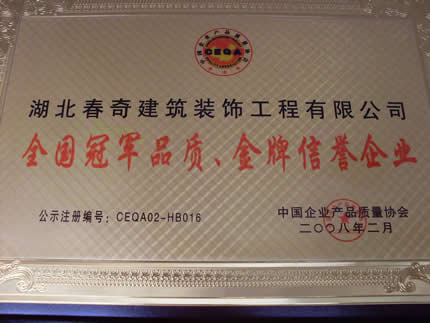 CEQA
湖北春奇建筑装饰工程有限公司
全国冠军品质、金牌信誉企业
公示注册编号：CEQA02-HB016
中国企业产品质量协会
二〇〇八年二月